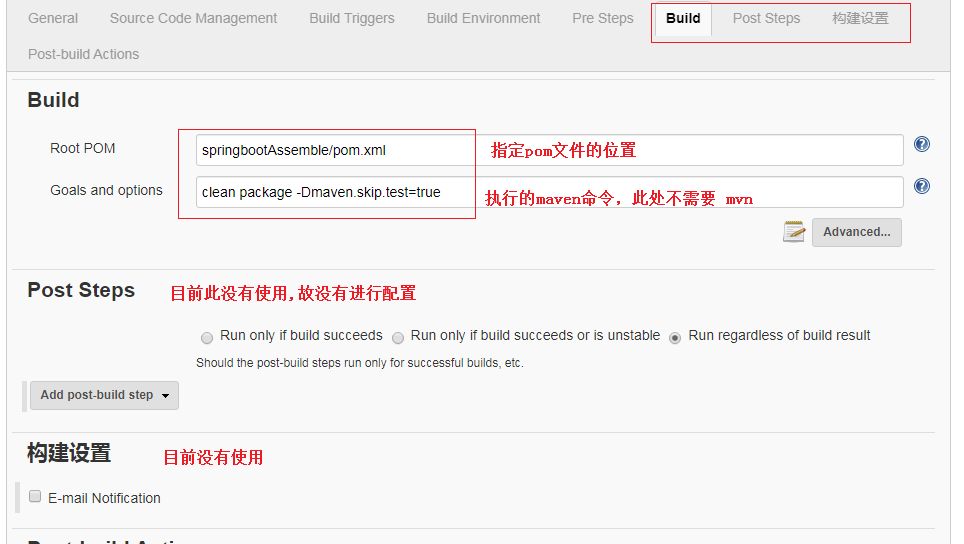 General Source Code Management Build Triggers Build Environment Pre Steps Build Post Steps 构建设置
Post-build Actions
Build
Root POM springbootAssemble/pom.xml 指定pom文件的位置
Goals and options clean package -Dmaven.skip.test=true 执行的maven命令，此处不需要 mvn
Advanced...
Post Steps 目前此没有使用,故没有进行配置
Run only if build succeeds Run only if build succeeds or is unstable Run regardless of build result
Should the post-build steps run only for successful builds, etc.
Add post-build step
构建设置 目前没有使用
E-mail Notification